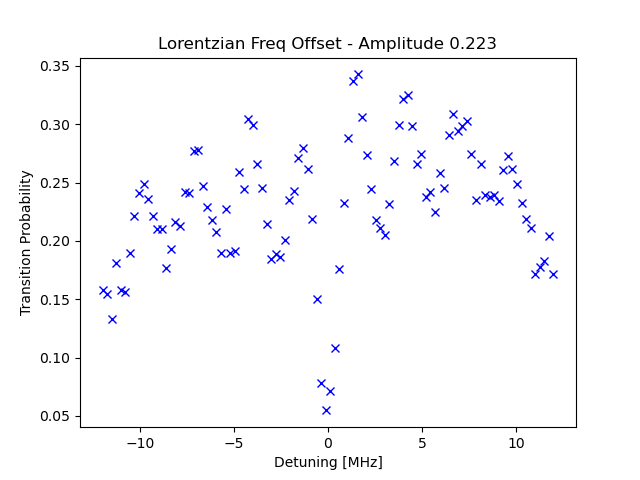 Lorentzian Freq Offset - Amplitude 0.223
Transition Probability
0.35
0.30
0.25
0.20
0.15
0.10
0.05
−10 −5 0 5 10
Detuning [MHz]